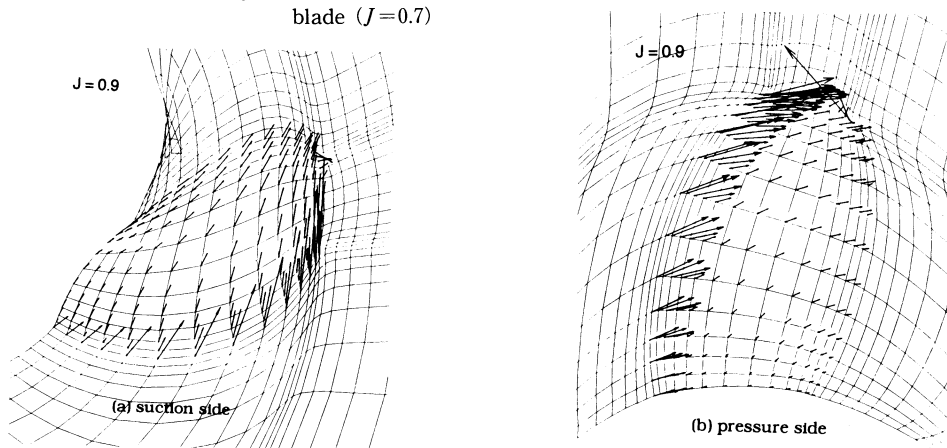 blade (J=0.7)
J=0.9
(a) suction side
J=0.9
(b) pressure side